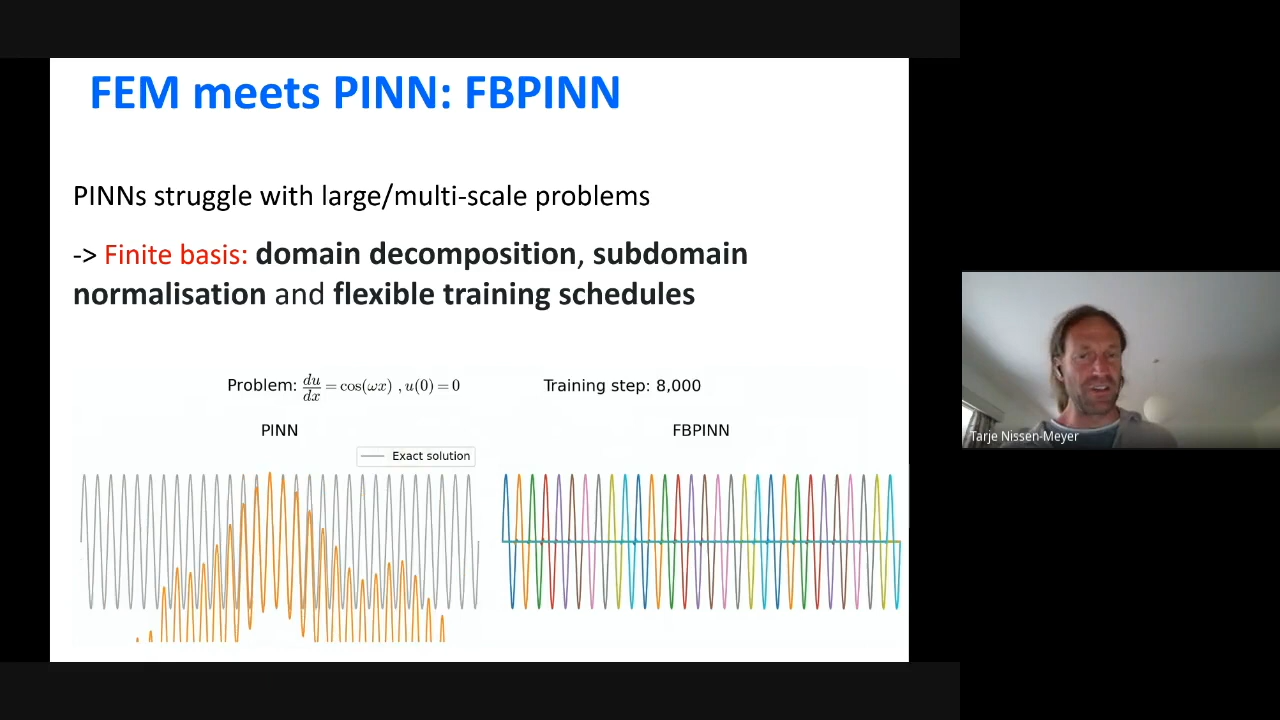 FEM meets PINN: FBPINN
PINNs struggle with large/multi-scale problems
-> Finite basis: domain decomposition, subdomain
normalisation and flexible training schedules
Problem: du/dx = cos(ωx) , u(0) = 0
Training step: 8,000
PINN
FBPINN
Exact solution
Tarje Nissen-Meyer